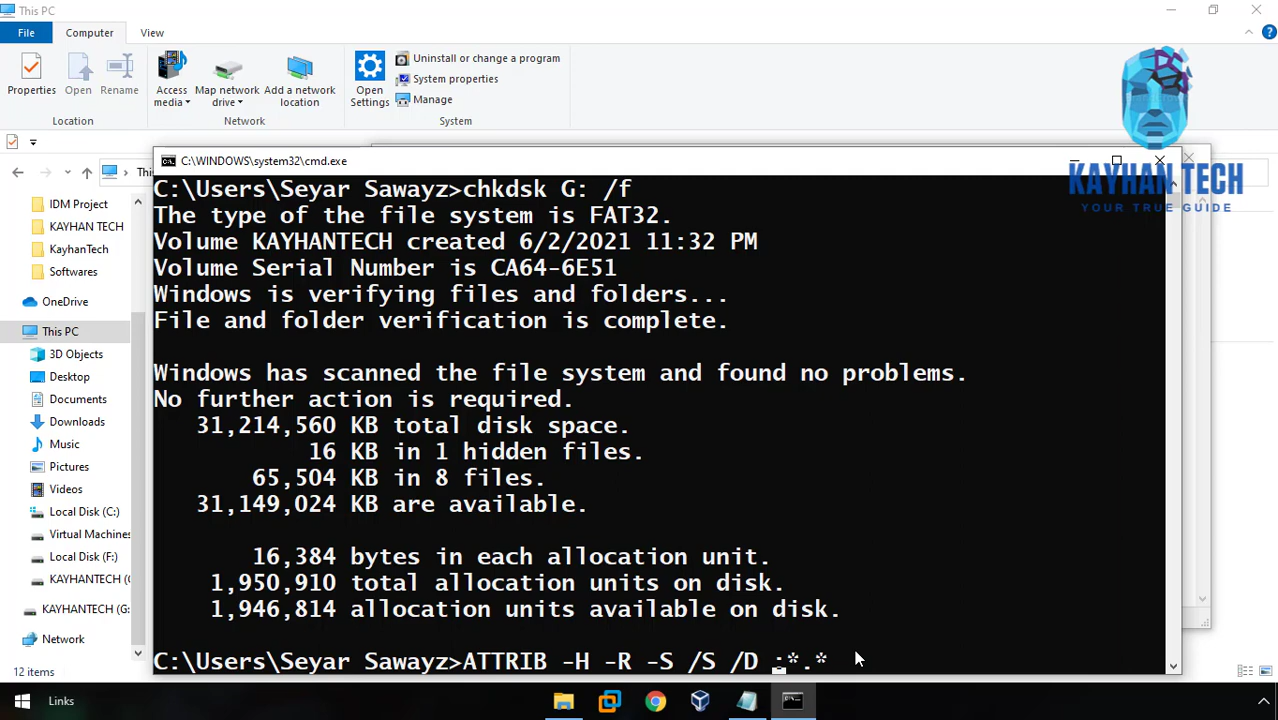 This PC
File
Computer
View
Properties
Open
Rename
Access media
Map network drive
Add a network location
Open Settings
Uninstall or change a program
System properties
Manage
Location
Network
System
KAYHAN TECH
YOUR TRUE GUIDE
IDM Project
KAYHAN TECH
KayhanTech
Softwares
OneDrive
This PC
3D Objects
Desktop
Documents
Downloads
Music
Pictures
Videos
Local Disk (C:)
Virtual Machines
Local Disk (F:)
KAYHANTECH (
KAYHANTECH (G:
Network
12 items
C:\WINDOWS\system32\cmd.exe
C:\Users\Seyar Sawayz>chkdsk G: /f
The type of the file system is FAT32.
Volume KAYHANTECH created 6/2/2021 11:32 PM
Volume Serial Number is CA64-6E51
Windows is verifying files and folders...
File and folder verification is complete.
Windows has scanned the file system and found no problems.
No further action is required.
31,214,560 KB total disk space.
16 KB in 1 hidden files.
65,504 KB in 8 files.
31,149,024 KB are available.
16,384 bytes in each allocation unit.
1,950,910 total allocation units on disk.
1,946,814 allocation units available on disk.
C:\Users\Seyar Sawayz>ATTRIB -H -R -S /S /D :*.*
Links